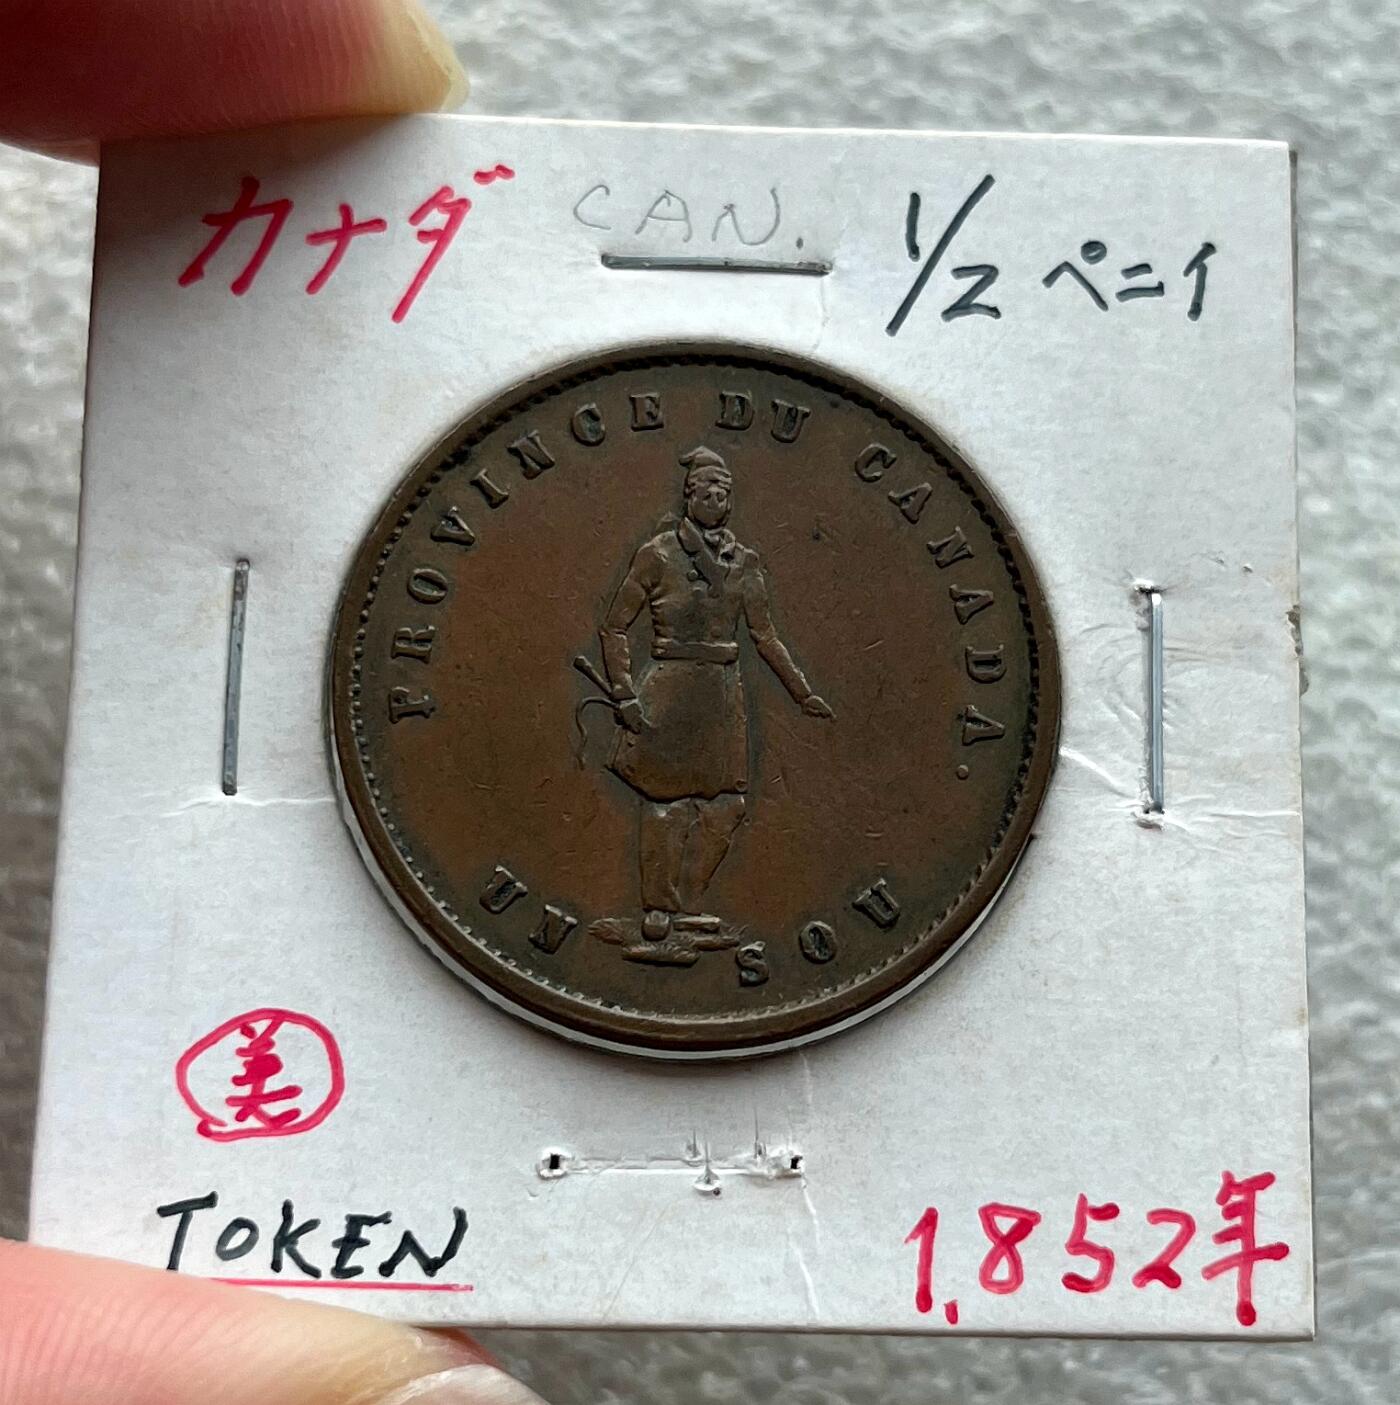 カナダ CAN. 1/2 ペニイ
PROVINCE DU CANADA.
UN SOU
美
TOKEN
1,852年